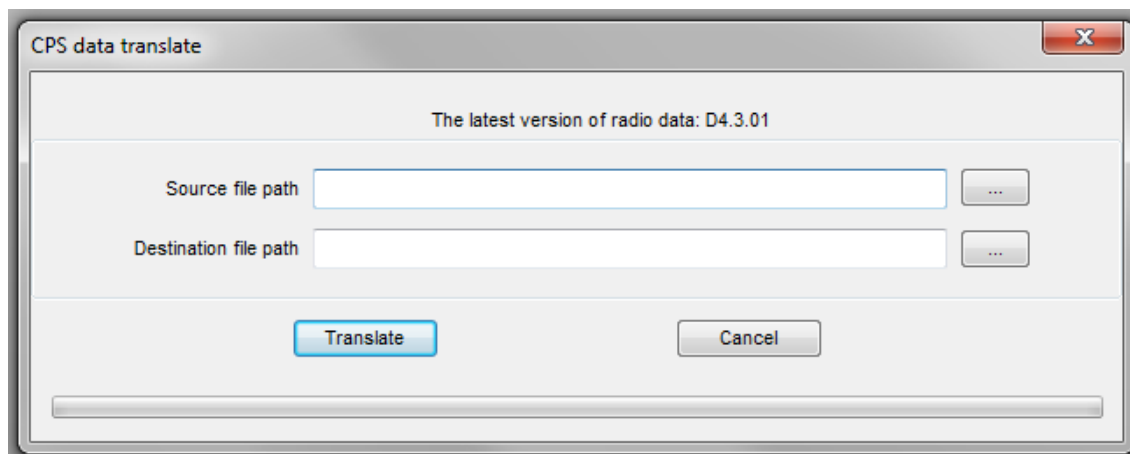 CPS data translate
The latest version of radio data: D4.3.01
Source file path
...
Destination file path
...
Translate Cancel